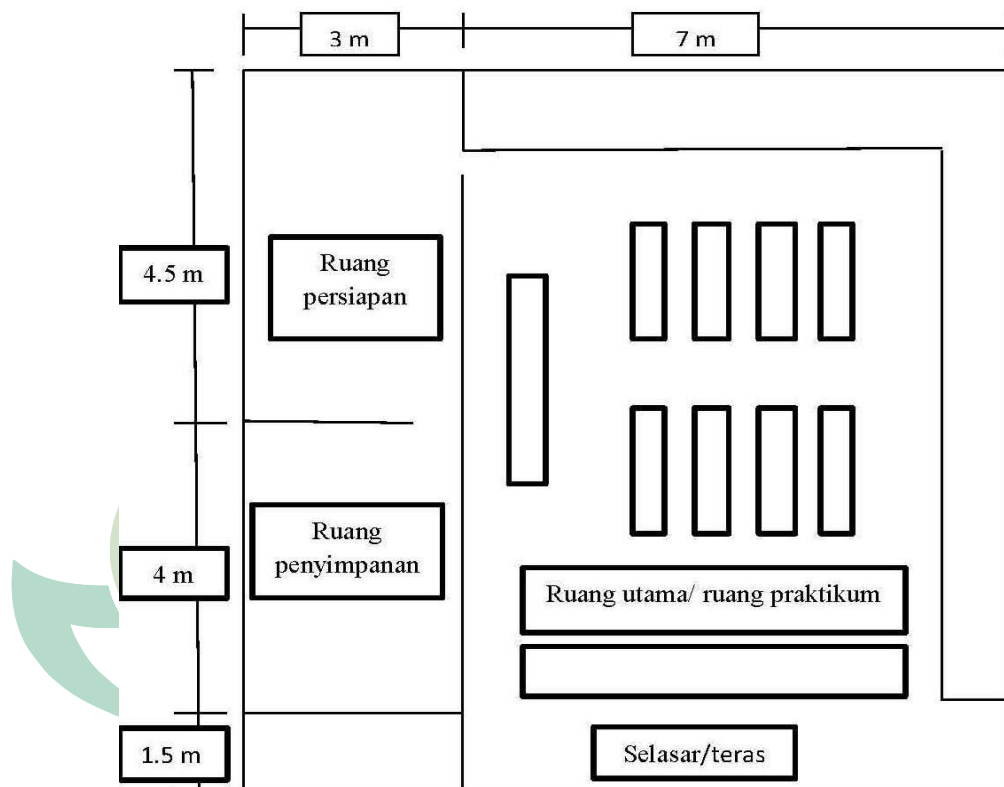 3 m
7 m
4.5 m
Ruang
persiapan
4 m
Ruang
penyimpanan
Ruang utama/ ruang praktikum
1.5 m
Selasar/teras